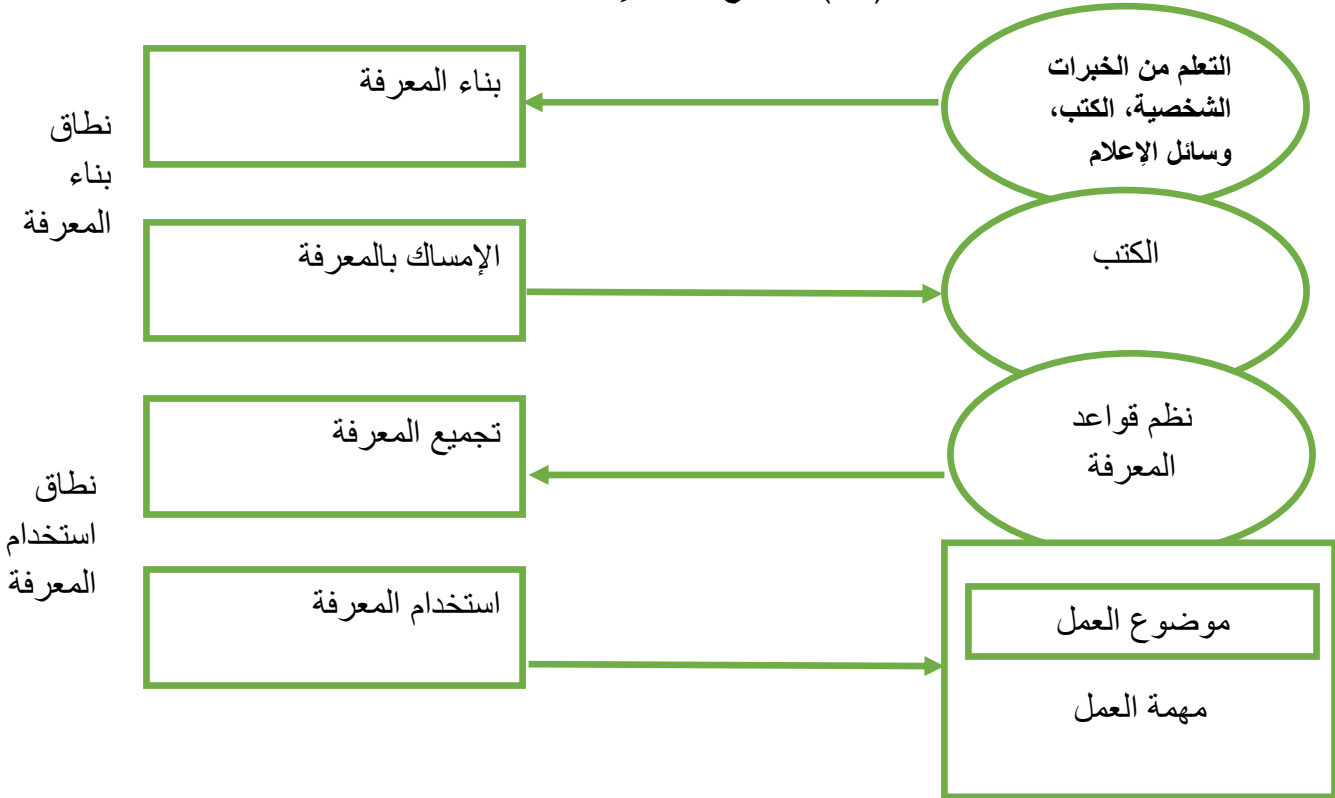 التعلم من الخبرات
الشخصية، الكتب،
وسائل الإعلام
بناء المعرفة
نطاق
بناء
المعرفة
الكتب
الإمساك بالمعرفة
نظم قواعد
المعرفة
تجميع المعرفة
نطاق
استخدام
المعرفة
موضوع العمل
مهمة العمل
استخدام المعرفة